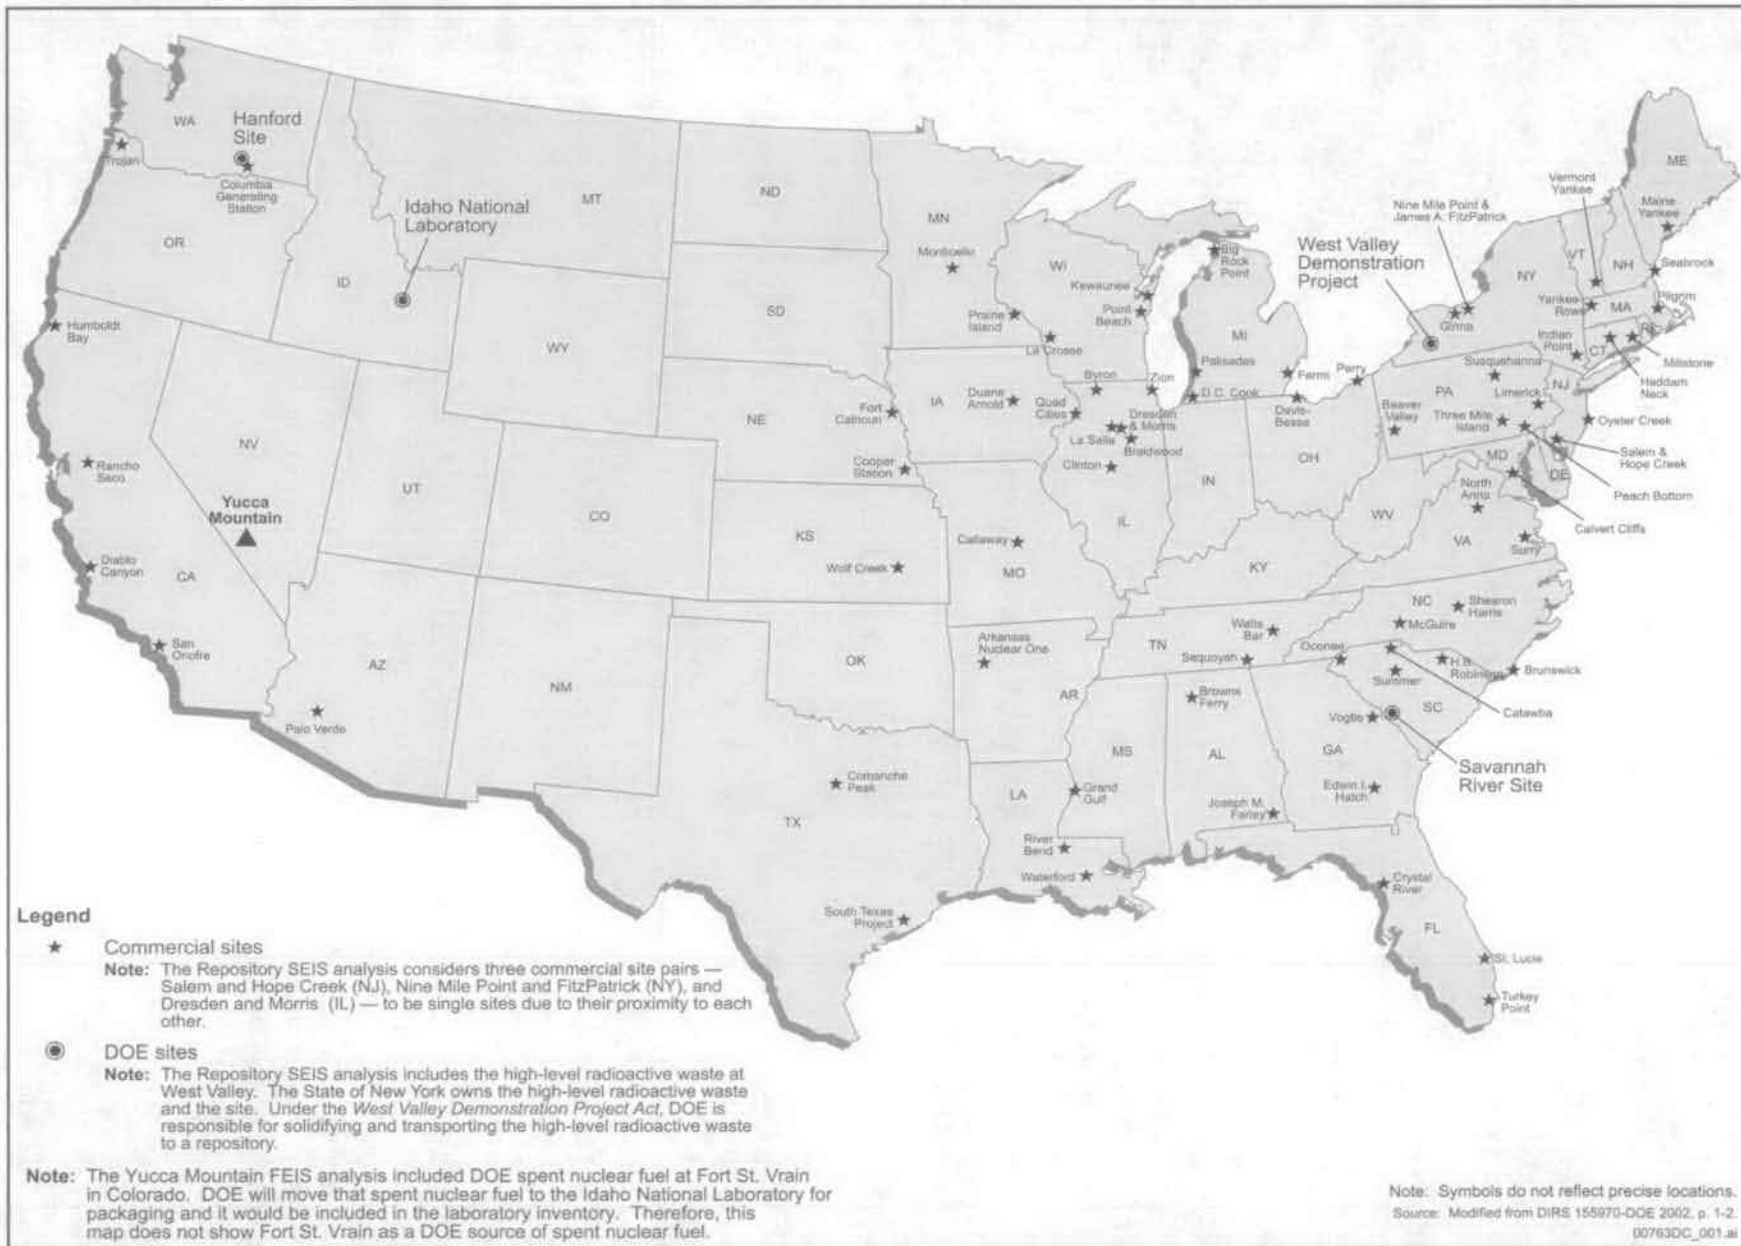 WA
Hanford
Site
Trojan
Columbia
Generating
Station
Idaho National
Laboratory
MT
ND
MN
Monticello
OR
ID
SD
WY
Humboldt
Bay
NV
Rancho
Seco
Yucca
Mountain
UT
CO
Diablo
Canyon
CA
San
Onofre
AZ
Palo Verde
NM
NE
Fort
Calhoun
Cooper
Station
KS
Wolf Creek
OK
TX
Comanche
Peak
South Texas
Project
Prairie
Island
WI
La Crosse
Kewaunee
Point
Beach
Big
Rock
Point
MI
Palisades
D.C. Cook
Fermi
IA
Duane
Arnold
Quad
Cities
Byron
Zion
Dresden
& Morris
La Salle
Braidwood
Clinton
IL
IN
OH
Davis-
Besse
Perry
Callaway
MO
KY
Arkansas
Nuclear One
AR
TN
Watts
Bar
Sequoyah
Browns
Ferry
MS
AL
GA
LA
Grand
Gulf
River
Bend
Waterford
Joseph M.
Farley
Edwin I.
Hatch
Vogtle
Oconee
Summer
SC
H.B.
Robinson
Brunswick
Catawba
Savannah
River Site
NC
Shearon
Harris
McGuire
VA
Surry
North
Anna
WV
MD
DE
Calvert Cliffs
Peach Bottom
Salem &
Hope Creek
Oyster Creek
NJ
PA
Beaver
Valley
Three Mile
Island
Limerick
Susquehanna
Indian
Point
CT
RI
Haddam
Neck
Millstone
MA
Pilgrim
Yankee
Rowe
Seabrook
NH
VT
NY
Ginna
ME
Maine
Yankee
Vermont
Yankee
Nine Mile Point &
James A. FitzPatrick
West Valley
Demonstration
Project
Crystal
River
FL
St. Lucie
Turkey
Point
Legend
Commercial sites
Note: The Repository SEIS analysis considers three commercial site pairs —
Salem and Hope Creek (NJ), Nine Mile Point and FitzPatrick (NY), and
Dresden and Morris (IL) — to be single sites due to their proximity to each
other.
DOE sites
Note: The Repository SEIS analysis includes the high-level radioactive waste at
West Valley. The State of New York owns the high-level radioactive waste
and the site. Under the West Valley Demonstration Project Act, DOE is
responsible for solidifying and transporting the high-level radioactive waste
to a repository.
Note: The Yucca Mountain FEIS analysis included DOE spent nuclear fuel at Fort St. Vrain
in Colorado. DOE will move that spent nuclear fuel to the Idaho National Laboratory for
packaging and it would be included in the laboratory inventory. Therefore, this
map does not show Fort St. Vrain as a DOE source of spent nuclear fuel.
Note: Symbols do not reflect precise locations.
Source: Modified from DIRS 155970-DOE 2002, p. 1-2.
00763DC_001.ai